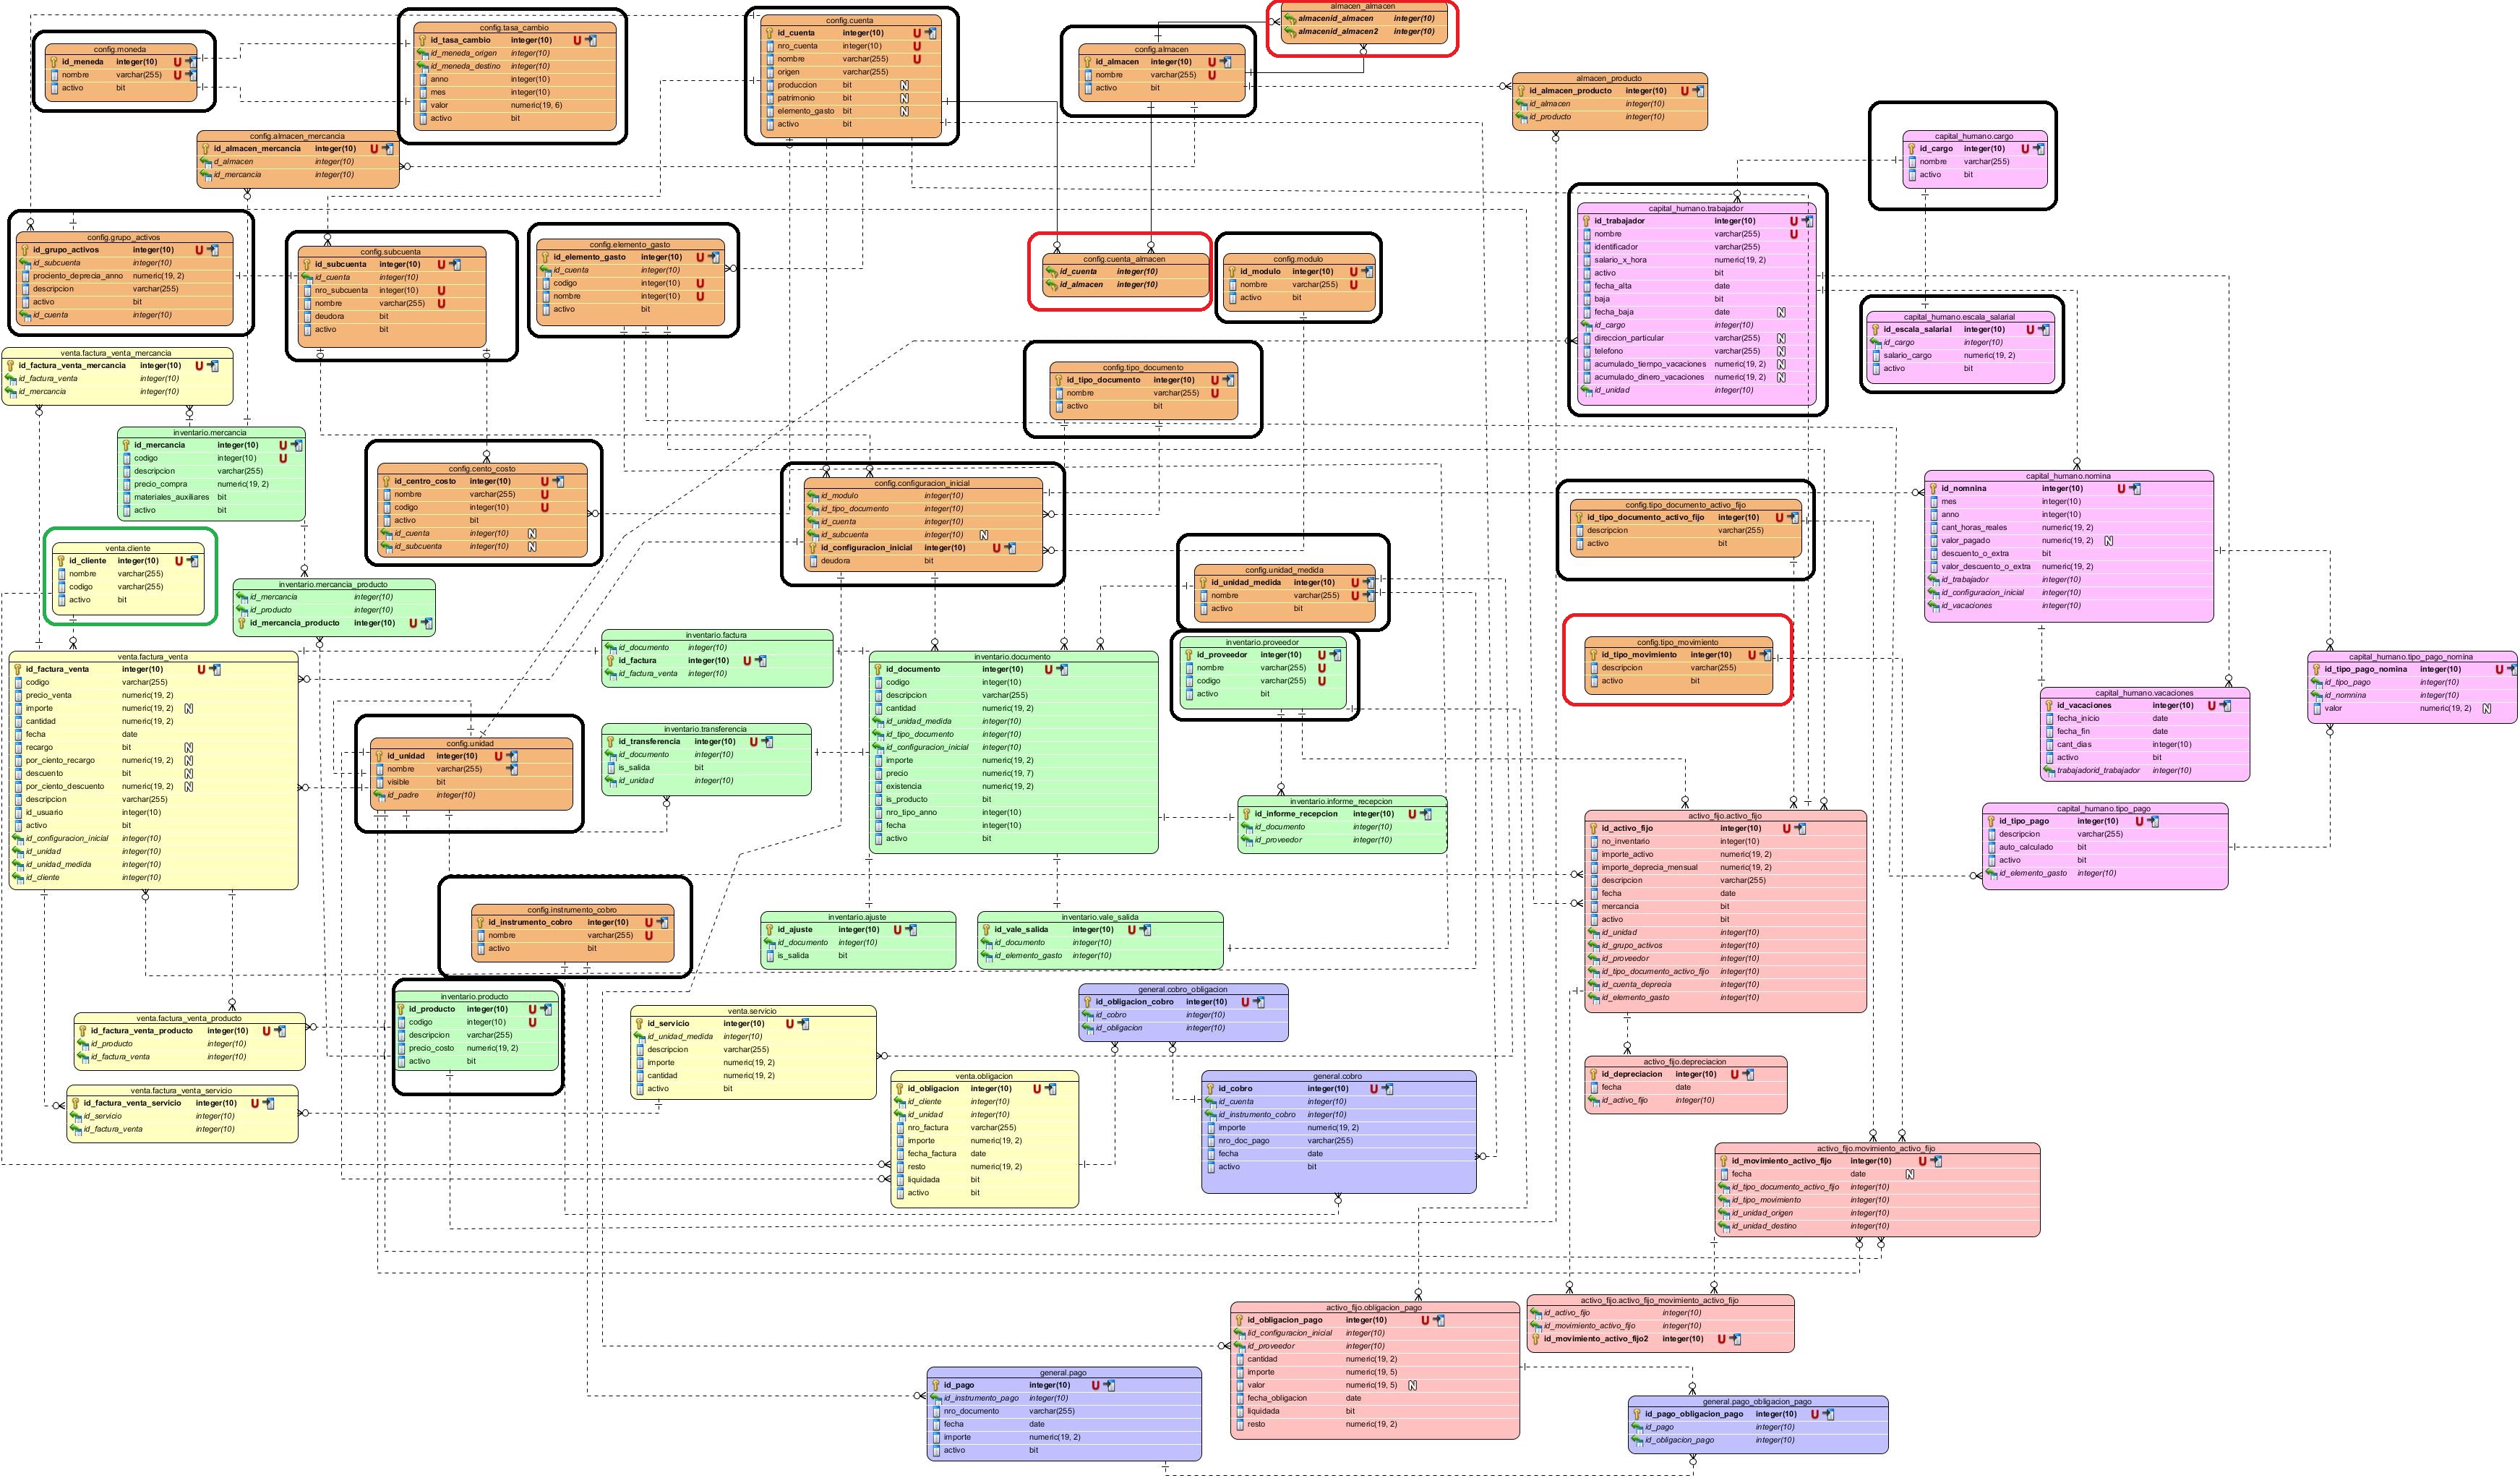 config.moneda
id_meneda integer(10) U
nombre varchar(255) U
activo bit
config.tasa_cambio
id_tasa_cambio integer(10) U
id_meneda_origen integer(10)
id_meneda_destino integer(10)
anno integer(10)
mes integer(10)
valor numeric(19, 6)
activo bit
config.cuenta
id_cuenta integer(10) U
nro_cuenta integer(10) U
nombre varchar(255) U
origen varchar(255)
produccion bit N
patrimonio bit N
elemento_gasto bit N
activo bit
config.almacen
id_almacen integer(10) U
nombre varchar(255) U
activo bit
almacen_almacen
almacenid_almacen integer(10)
almacenid_almacen2 integer(10)
almacen_producto
id_almacen_producto integer(10) U
id_almacen integer(10)
id_producto integer(10)
capital_humano.cargo
id_cargo integer(10) U
nombre varchar(255)
activo bit
config.almacen_mercancia
id_almacen_mercancia integer(10) U
d_almacen integer(10)
id_mercancia integer(10)
config.grupo_activos
id_grupo_activos integer(10) U
id_subcuenta integer(10)
prociento_deprecia_anno numeric(19, 2)
descripcion varchar(255)
activo bit
id_cuenta integer(10)
config.subcuenta
id_subcuenta integer(10) U
id_cuenta integer(10)
nro_subcuenta integer(10) U
nombre varchar(255) U
deudora bit
activo bit
config.elemento_gasto
id_elemento_gasto integer(10) U
id_cuenta integer(10)
codigo integer(10) U
nombre integer(10) U
activo bit
config.cuenta_almacen
id_cuenta integer(10)
id_almacen integer(10)
config.modulo
id_modulo integer(10) U
nombre varchar(255) U
activo bit
capital_humano.trabajador
id_trabajador integer(10) U
nombre varchar(255) U
identificador varchar(255)
salario_x_hora numeric(19, 2)
activo bit
fecha_alta date
baja bit
fecha_baja date N
id_cargo integer(10)
direccion_particular varchar(255) N
telefono varchar(255) N
acumulado_tiempo_vacaciones numeric(19, 2) N
acumulado_dinero_vacaciones numeric(19, 2) N
id_unidad integer(10)
capital_humano.escala_salarial
id_escala_salarial integer(10) U
id_cargo integer(10)
salario_cargo numeric(19, 2)
activo bit
venta.factura_venta_mercancia
id_factura_venta_mercancia integer(10) U
id_factura_venta integer(10)
id_mercancia integer(10)
config.tipo_documento
id_tipo_documento integer(10) U
nombre varchar(255) U
activo bit
inventario.mercancia
id_mercancia integer(10) U
codigo integer(10) U
descripcion varchar(255)
precio_compra numeric(19, 2)
materiales_auxiliares bit
activo bit
config.cento_costo
id_centro_costo integer(10) U
nombre varchar(255) U
codigo integer(10) U
activo bit
id_cuenta integer(10) N
id_subcuenta integer(10) N
config.configuracion_inicial
id_modulo integer(10)
id_tipo_documento integer(10)
id_cuenta integer(10)
id_subcuenta integer(10) N
id_configuracion_inicial integer(10) U
deudora bit
config.tipo_documento_activo_fijo
id_tipo_documento_activo_fijo integer(10) U
descripcion varchar(255)
activo bit
capital_humano.nomina
id_nomnina integer(10) U
mes integer(10)
anno integer(10)
cant_horas_reales numeric(19, 2)
valor_pagado numeric(19, 2) N
descuento_o_extra bit
valor_descuento_o_extra numeric(19, 2)
id_trabajador integer(10)
id_configuracion_inicial integer(10)
id_vacaciones integer(10)
venta.cliente
id_cliente integer(10) U
nombre varchar(255)
codigo varchar(255)
activo bit
inventario.mercancia_producto
id_mercancia integer(10)
id_producto integer(10)
id_mercancia_producto integer(10) U
config.unidad_medida
id_unidad_medida integer(10) U
nombre varchar(255) U
activo bit
inventario.proveedor
id_proveedor integer(10) U
nombre varchar(255) U
codigo varchar(255) U
activo bit
config.tipo_movimiento
id_tipo_movimiento integer(10) U
descripcion varchar(255)
activo bit
venta.factura_venta
id_factura_venta integer(10) U
codigo varchar(255)
precio_venta numeric(19, 2)
importe numeric(19, 2) N
cantidad numeric(19, 2)
fecha date
recargo bit N
por_ciento_recargo numeric(19, 2) N
descuento bit N
por_ciento_descuento numeric(19, 2) N
descripcion varchar(255)
id_usuario integer(10)
activo bit
id_configuracion_inicial integer(10)
id_unidad integer(10)
id_unidad_medida integer(10)
id_cliente integer(10)
inventario.factura
id_documento integer(10)
id_factura integer(10) U
id_factura_venta integer(10)
inventario.documento
id_documento integer(10) U
codigo integer(10)
descripcion varchar(255)
cantidad numeric(19, 2)
id_unidad_medida integer(10)
id_tipo_documento integer(10)
id_configuracion_inicial integer(10)
importe numeric(19, 2)
precio numeric(19, 7)
existencia numeric(19, 2)
is_producto bit
nro_tipo_anno integer(10)
fecha integer(10)
activo bit
capital_humano.tipo_pago_nomina
id_tipo_pago_nomina integer(10) U
id_tipo_pago integer(10)
id_nomnina integer(10)
valor numeric(19, 2) N
capital_humano.vacaciones
id_vacaciones integer(10) U
fecha_inicio date
fecha_fin date
cant_dias integer(10)
activo bit
trabajadorid_trabajador integer(10)
config.unidad
id_unidad integer(10) U
nombre varchar(255)
visible bit
id_padre integer(10)
inventario.transferencia
id_transferencia integer(10) U
id_documento integer(10)
is_salida bit
id_unidad integer(10)
inventario.informe_recepcion
id_informe_recepcion integer(10) U
id_documento integer(10)
id_proveedor integer(10)
activo_fijo.activo_fijo
id_activo_fijo integer(10) U
no_inventario integer(10)
importe_activo numeric(19, 2)
importe_deprecia_mensual numeric(19, 2)
descripcion varchar(255)
fecha date
mercancia bit
activo bit
id_unidad integer(10)
id_grupo_activos integer(10)
id_proveedor integer(10)
id_tipo_documento_activo_fijo integer(10)
id_cuenta_deprecia integer(10)
id_elemento_gasto integer(10)
capital_humano.tipo_pago
id_tipo_pago integer(10) U
descripcion varchar(255)
auto_calculado bit
activo bit
id_elemento_gasto integer(10)
config.instrumento_cobro
id_instrumento_cobro integer(10) U
nombre varchar(255) U
activo bit
inventario.ajuste
id_ajuste integer(10) U
id_documento integer(10)
is_salida bit
inventario.vale_salida
id_vale_salida integer(10) U
id_documento integer(10)
id_elemento_gasto integer(10)
inventario.producto
id_producto integer(10) U
codigo integer(10) U
descripcion varchar(255)
precio_costo numeric(19, 2)
activo bit
venta.factura_venta_producto
id_factura_venta_producto integer(10) U
id_producto integer(10)
id_factura_venta integer(10)
venta.servicio
id_servicio integer(10) U
id_unidad_medida integer(10)
descripcion varchar(255)
importe numeric(19, 2)
cantidad numeric(19, 2)
activo bit
general.cobro_obligacion
id_obligacion_cobro integer(10) U
id_cobro integer(10)
id_obligacion integer(10)
venta.factura_venta_servicio
id_factura_venta_servicio integer(10) U
id_servicio integer(10)
id_factura_venta integer(10)
venta.obligacion
id_obligacion integer(10) U
id_cliente integer(10)
id_unidad integer(10)
nro_factura varchar(255)
importe numeric(19, 2)
fecha_factura date
resto numeric(19, 2)
liquidada bit
activo bit
general.cobro
id_cobro integer(10) U
id_cuenta integer(10)
id_instrumento_cobro integer(10)
importe numeric(19, 2)
nro_doc_pago varchar(255)
fecha date
activo bit
activo_fijo.depreciacion
id_depreciacion integer(10) U
fecha date
id_activo_fijo integer(10)
activo_fijo.movimiento_activo_fijo
id_movimiento_activo_fijo integer(10) U
fecha date N
id_tipo_documento_activo_fijo integer(10)
id_tipo_movimiento integer(10)
id_unidad_origen integer(10)
id_unidad_destino integer(10)
activo_fijo.obligacion_pago
id_obligacion_pago integer(10) U
lid_configuracion_inicial integer(10)
id_proveedor integer(10)
cantidad numeric(19, 2)
importe numeric(19, 5)
valor numeric(19, 5) N
fecha_obligacion date
liquidada bit
resto numeric(19, 2)
activo_fijo.activo_fijo_movimiento_activo_fijo
id_activo_fijo integer(10)
id_movimiento_activo_fijo integer(10)
id_movimiento_activo_fijo2 integer(10) U
general.pago
id_pago integer(10) U
id_instrumento_pago integer(10)
nro_documento varchar(255)
fecha date
importe numeric(19, 2)
activo bit
general.pago_obligacion_pago
id_pago_obligacion_pago integer(10) U
id_pago integer(10)
id_obligacion_pago integer(10)